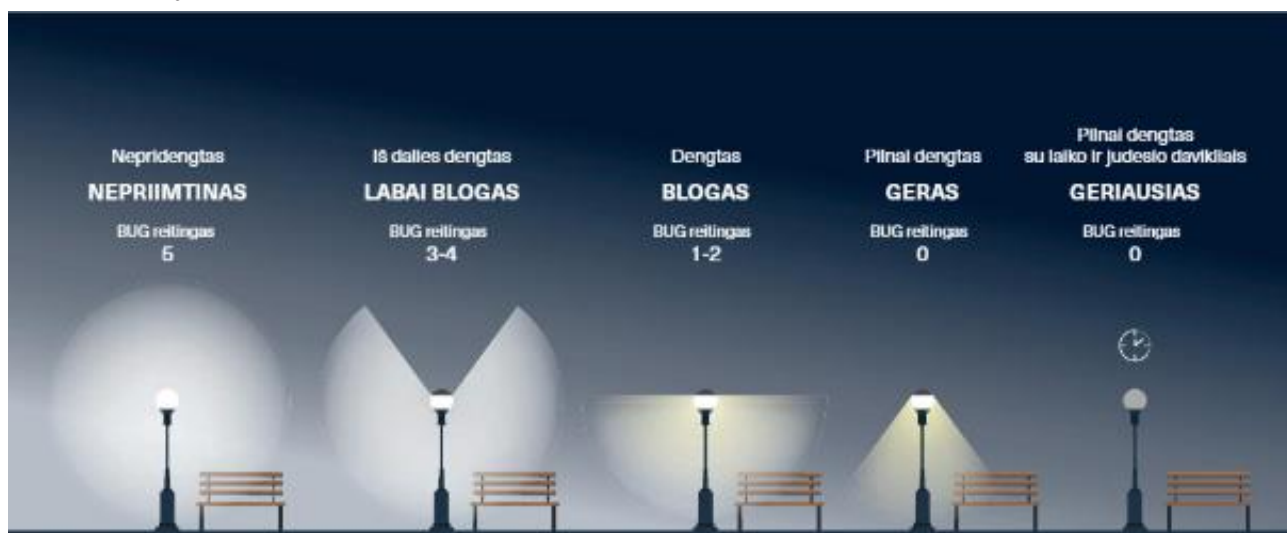 Nepridengtas
NEPRIIMTINAS
BUG reitingas
5
Iš dalies dengtas
LABAI BLOGAS
BUG reitingas
3-4
Dengtas
BLOGAS
BUG reitingas
1-2
Pilnai dengtas
GERAS
BUG reitingas
0
Pilnai dengtas
su laiko ir judesio davikliais
GERIAUSIAS
BUG reitingas
0